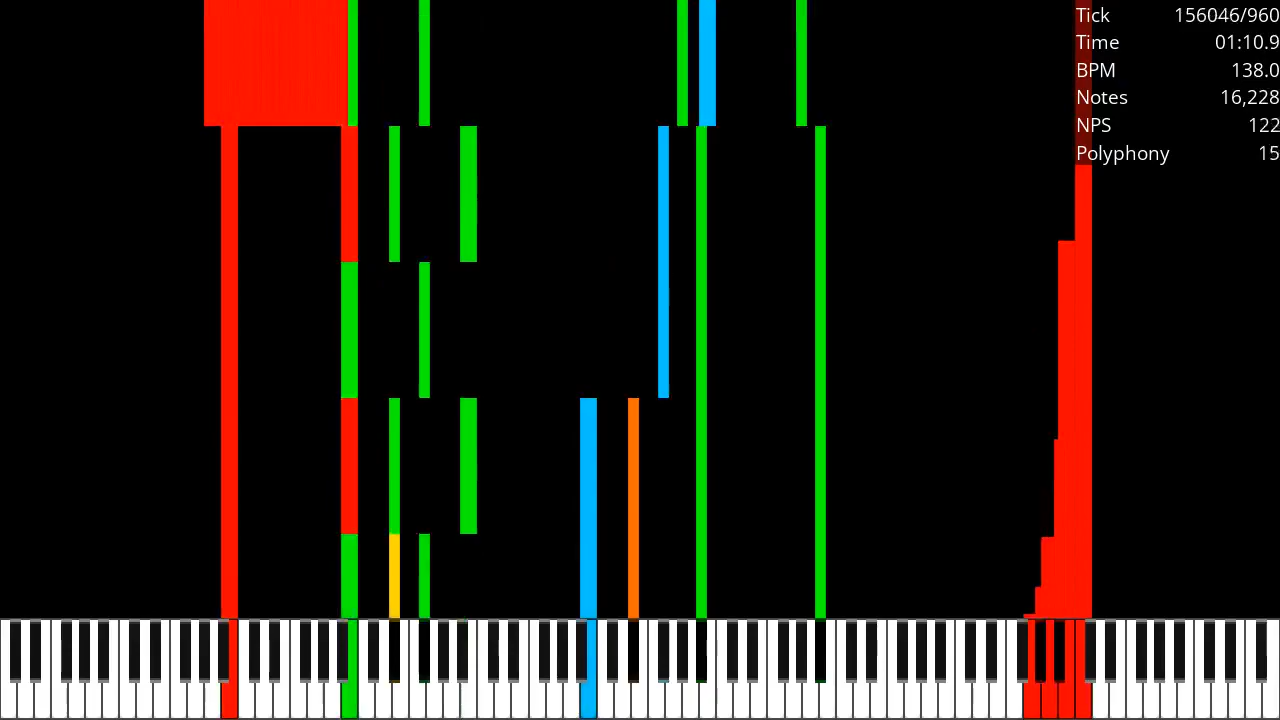 Tick 156046/960
Time 01:10.9
BPM 138.0
Notes 16,228
NPS 122
Polyphony 15